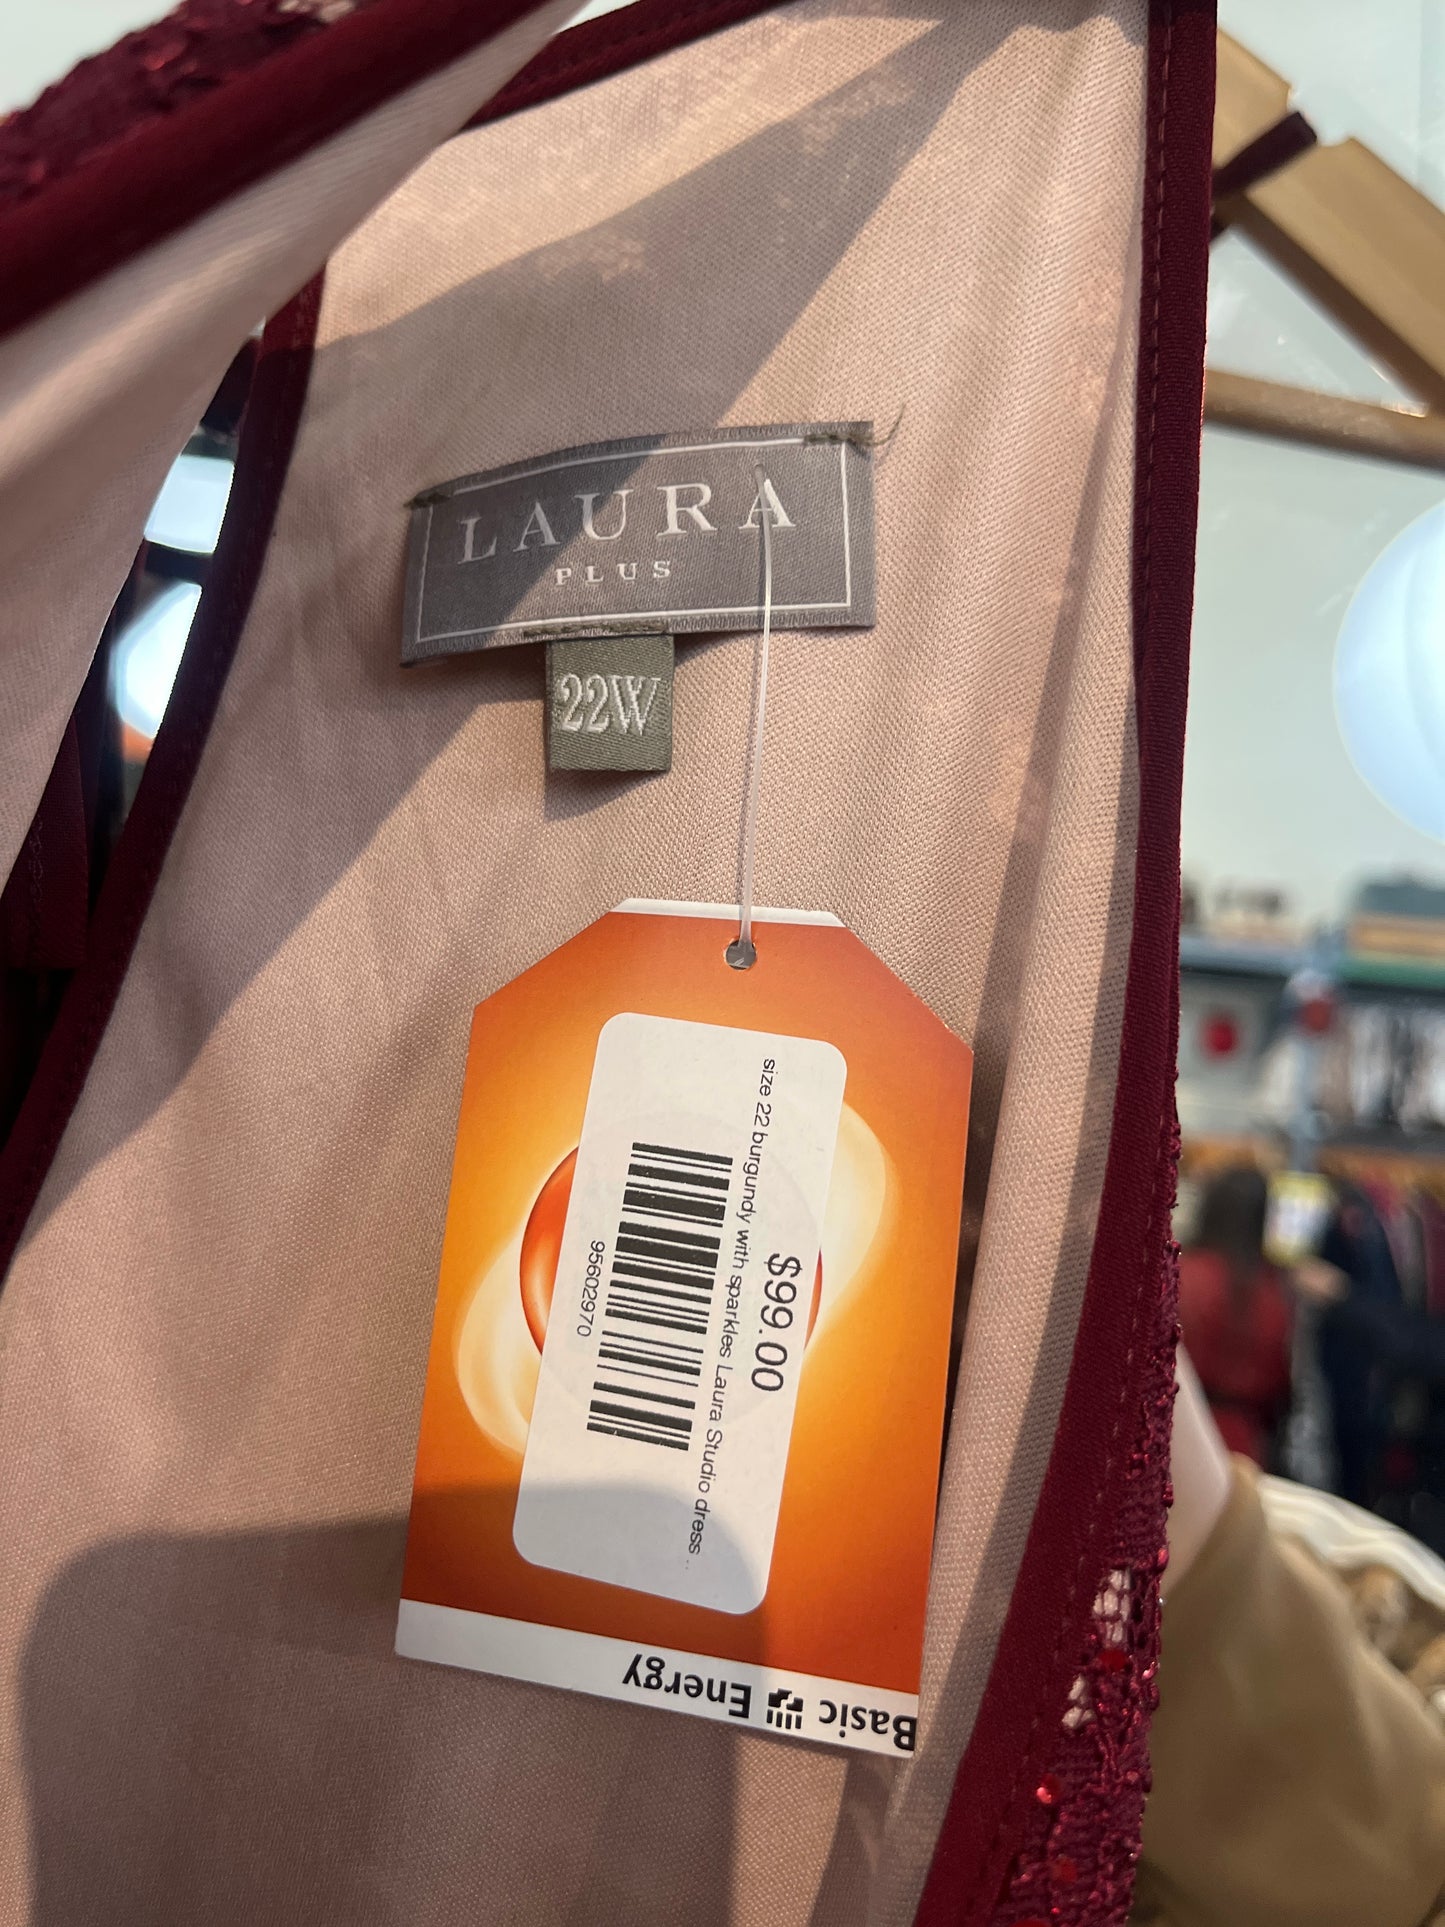 LAURA
PLUS
22W
size 22 burgundy with sparkles Laura Studio dress ..
$99.00
95602970
Basic Energy